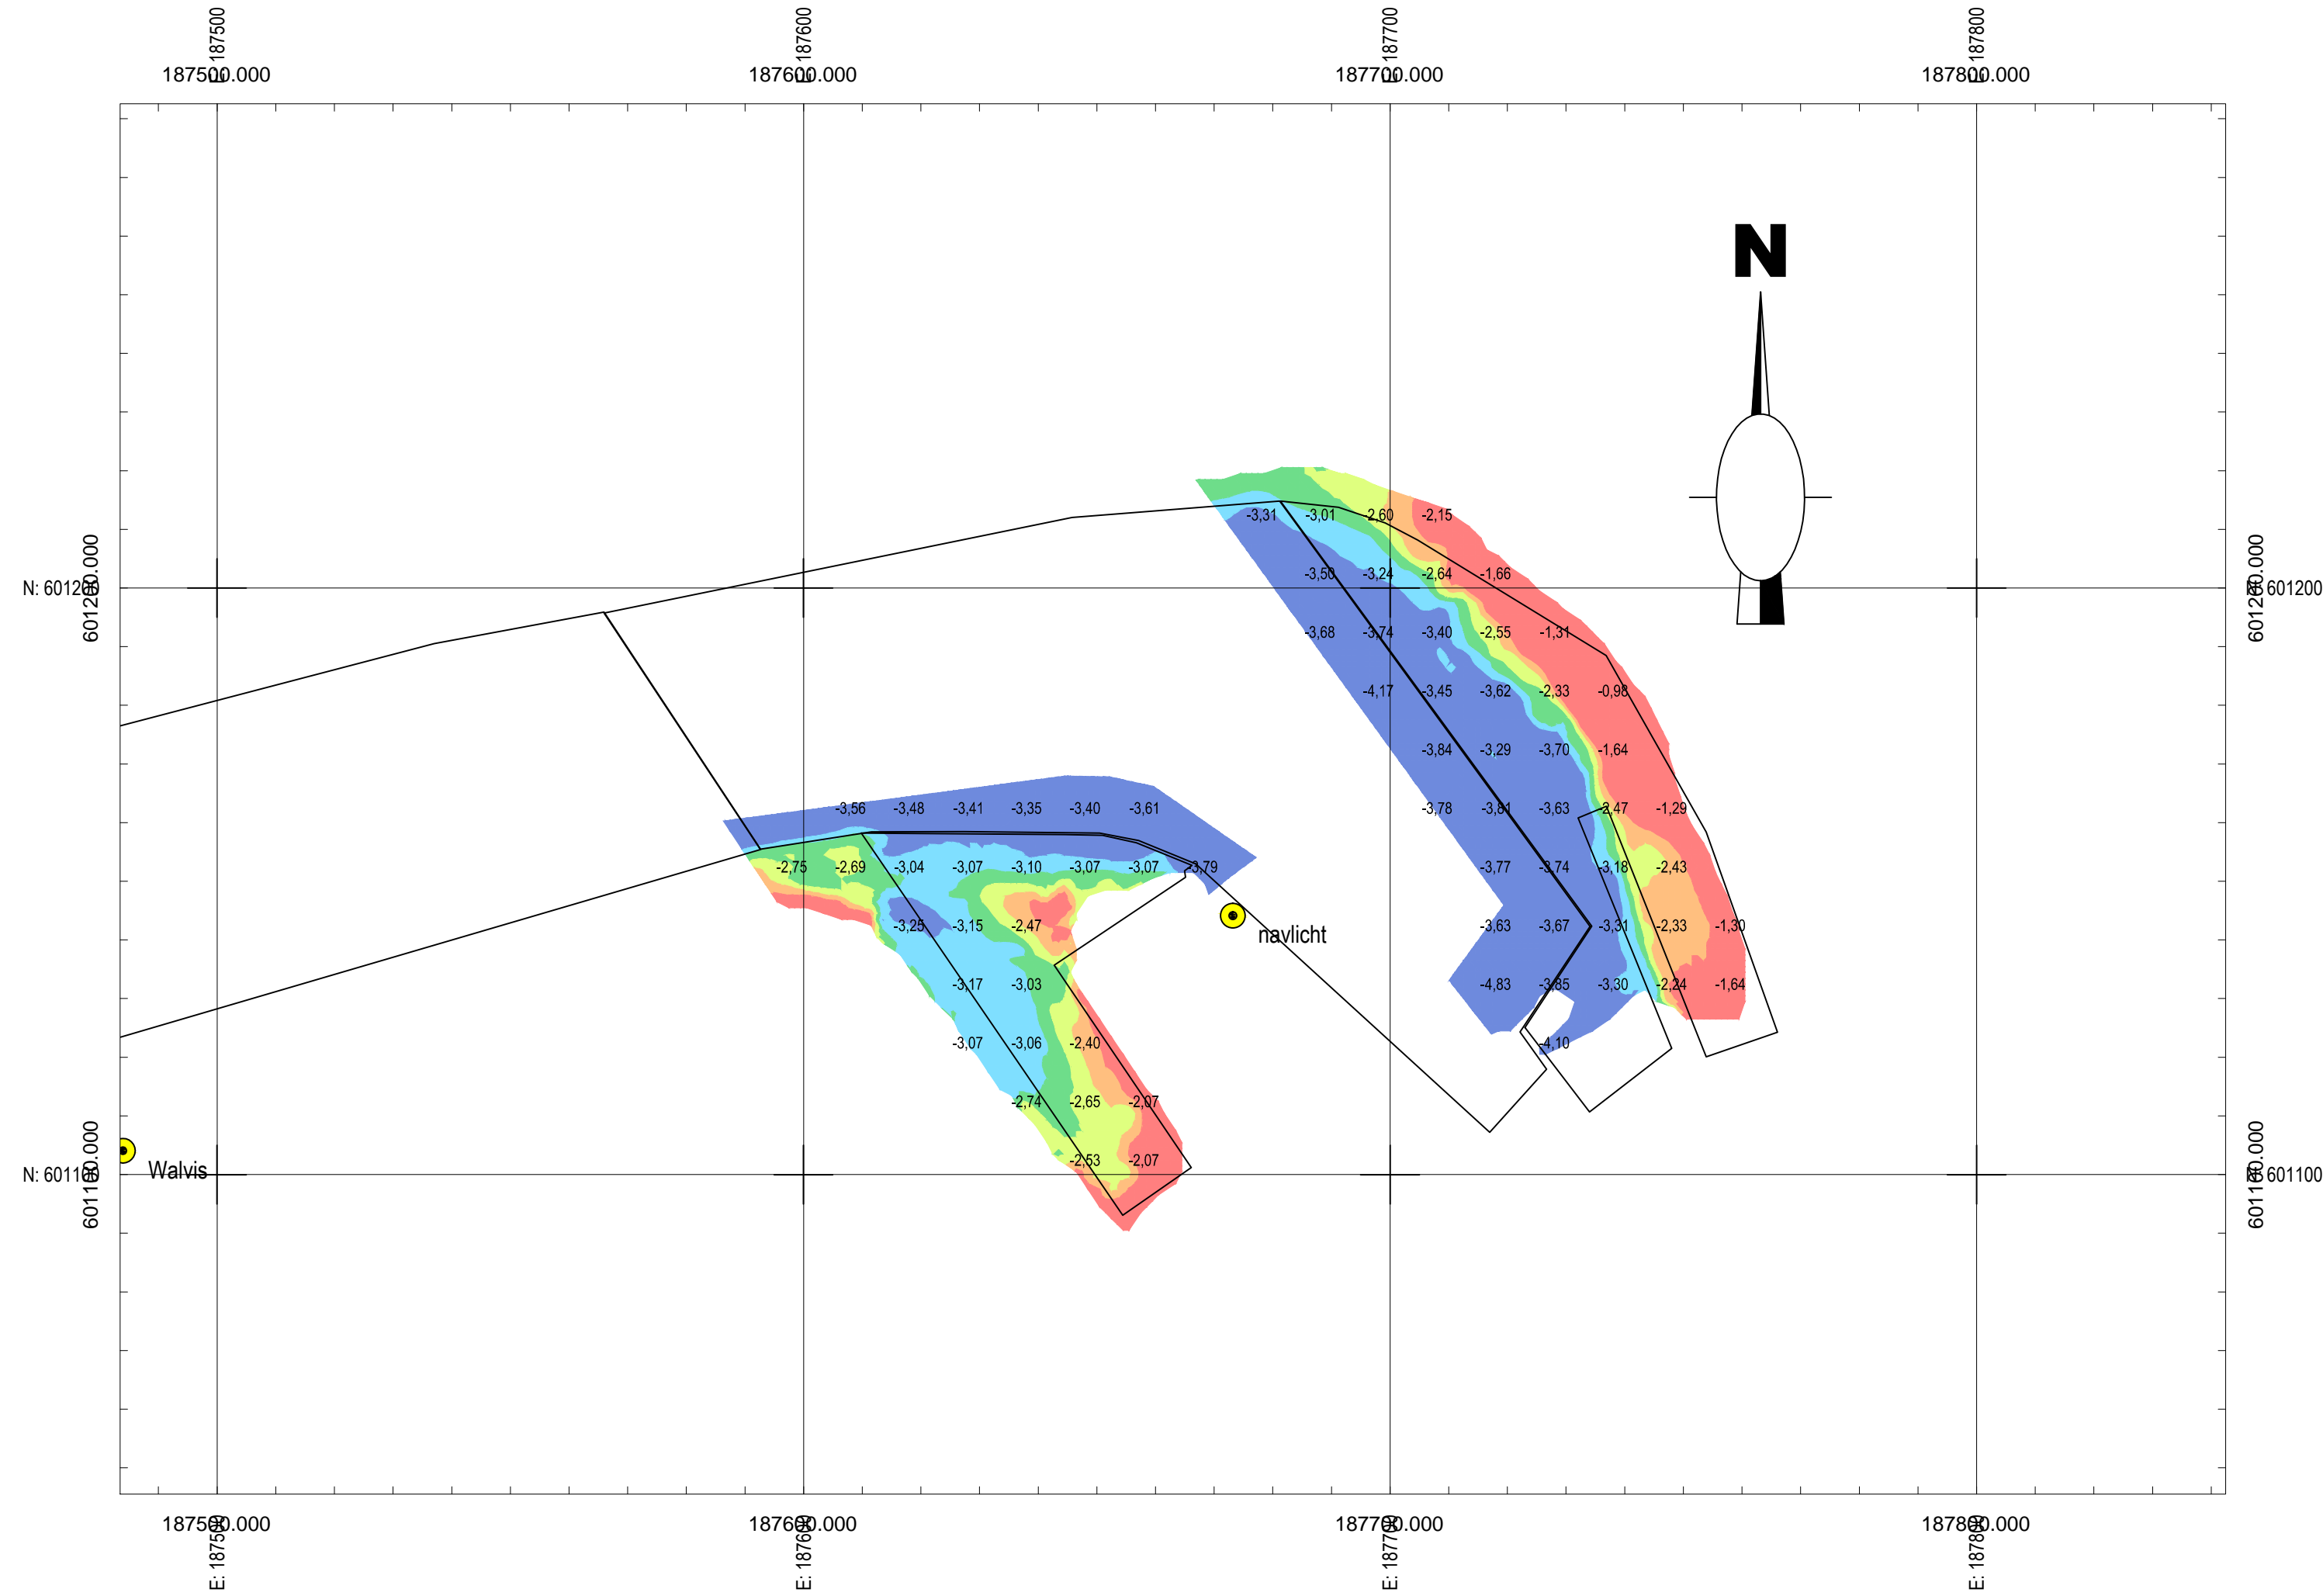 E: 187500 E: 187600 E: 187700 E: 187800
187500.000 187600.000 187700.000 187800.000
N
-3,31 -3,01 -2,60 -2,15
-3,50 -3,24 -2,64 -1,66
N: 601200 601200.000 601200.000 N: 601200
-3,68 -3,74 -3,40 -2,55 -1,31
-4,17 -3,45 -3,62 -2,33 -0,98
-3,84 -3,29 -3,70 -1,64
-3,56 -3,48 -3,41 -3,35 -3,40 -3,61 -3,78 -3,81 -3,63 -2,47 -1,29
-2,75 -2,69 -3,04 -3,07 -3,10 -3,07 -3,07 -3,79 -3,77 -3,74 -3,18 -2,43
-3,25 -3,15 -2,47 -3,63 -3,67 -3,31 -2,33 -1,30
navlicht
-3,17 -3,03 -4,83 -3,85 -3,30 -2,24 -1,64
-3,07 -3,06 -2,40 -4,10
-2,74 -2,65 -2,07
-2,53 -2,07
Walvis
N: 601100 601100.000 601100.000 N: 601100
187500.000 187600.000 187700.000 187800.000
E: 187500 E: 187600 E: 187700 E: 187800